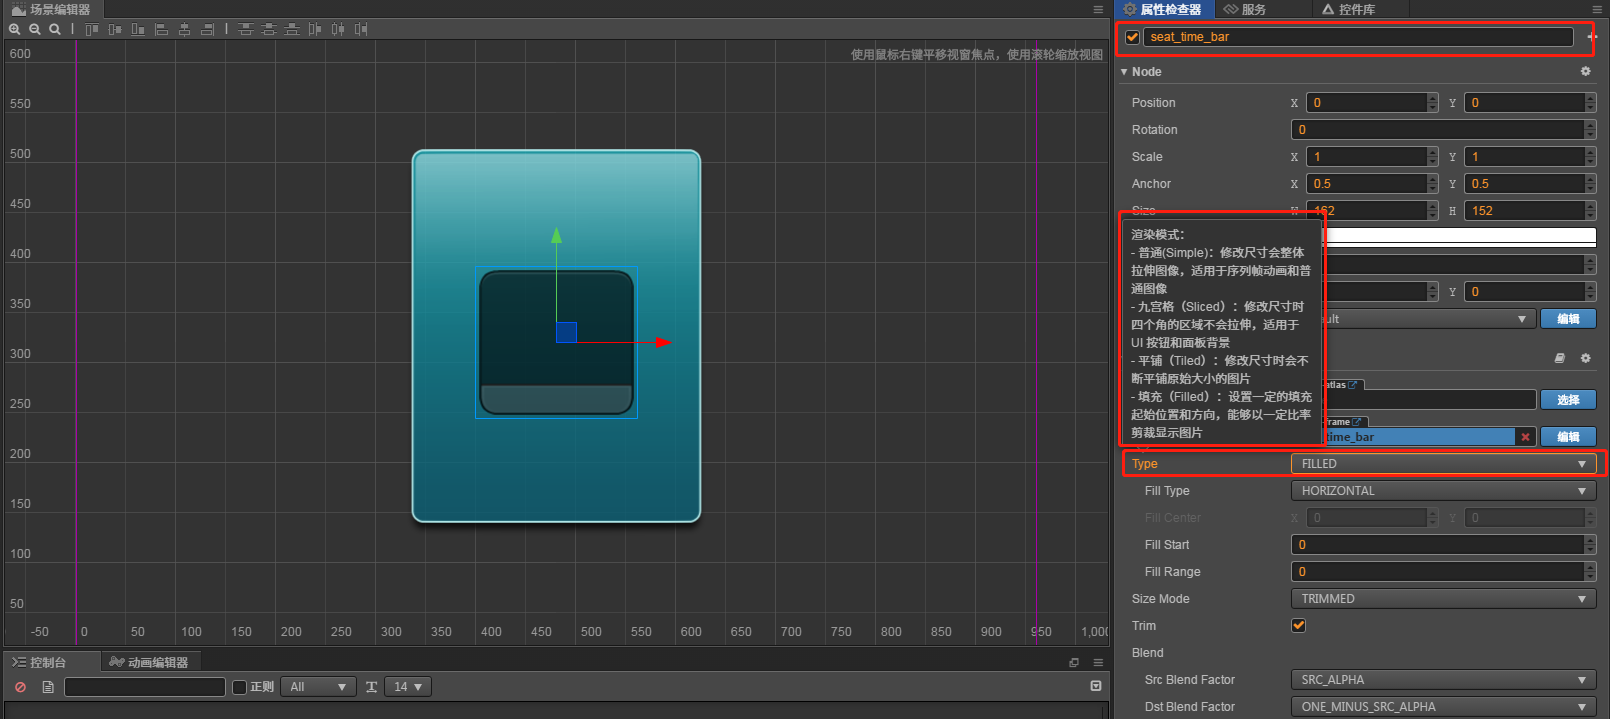 场景编辑器
属性检查器
服务
控件库
使用鼠标右键平移视窗焦点，使用滚轮缩放视图
600
550
500
450
400
350
300
250
200
150
100
50
-50 0 50 100 150 200 250 300 350 400 450 500 550 600 650 700 750 800 850 900 950 1,00
seat_time_bar
Node
Position X 0 Y 0
Rotation 0
Scale X 1 Y 1
Anchor X 0.5 Y 0.5
Size W 162 H 152
渲染模式：
- 普通(Simple)：修改尺寸会整体
拉伸图像，适用于序列帧动画和普
通图像
- 九宫格（Sliced）：修改尺寸时
四个角的区域不会拉伸，适用于
UI 按钮和面板背景
- 平铺（Tiled）：修改尺寸时会不
断平铺原始大小的图片
- 填充（Filled）：设置一定的填充
起始位置和方向，能够以一定比率
剪裁显示图片
Y 0
ult 编辑
atlas
选择
frame
time_bar 编辑
Type FILLED
Fill Type HORIZONTAL
Fill Center X 0 Y 0
Fill Start 0
Fill Range 0
Size Mode TRIMMED
Trim
Blend
Src Blend Factor SRC_ALPHA
Dst Blend Factor ONE_MINUS_SRC_ALPHA
控制台
动画编辑器
正则 All 14